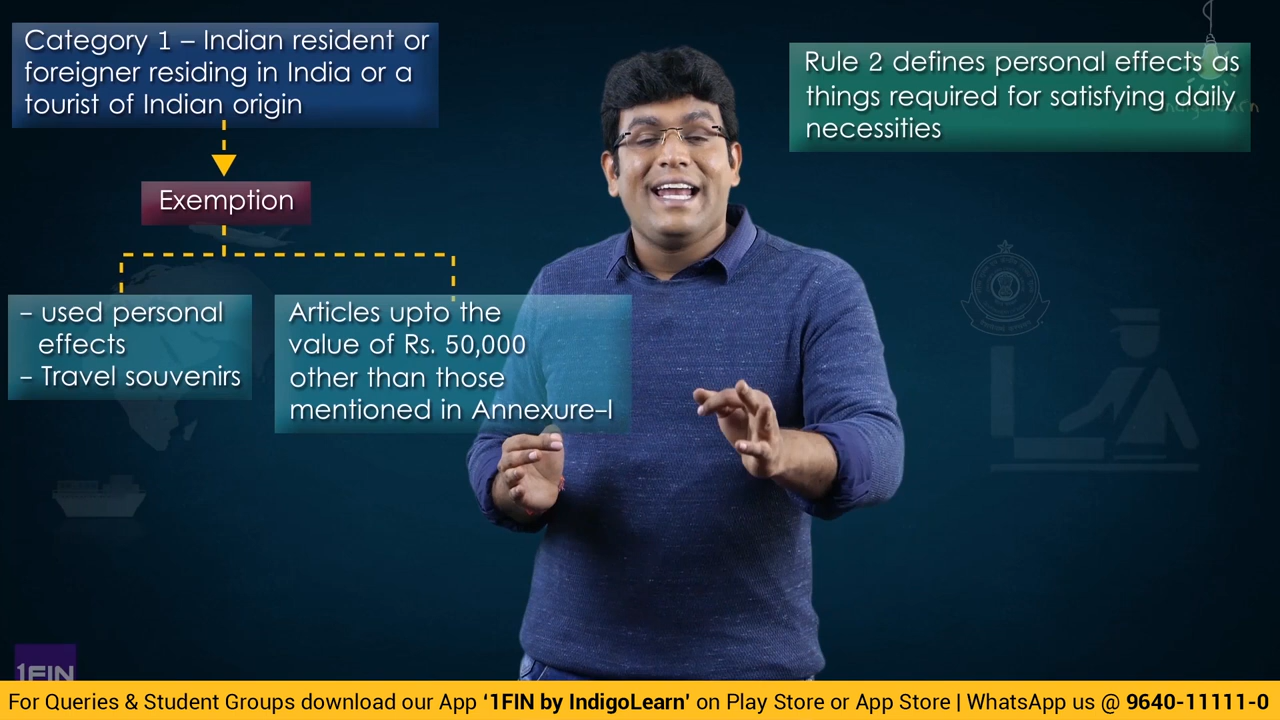 Category 1 – Indian resident or
foreigner residing in India or a
tourist of Indian origin
Exemption
– used personal
effects
– Travel souvenirs
Articles upto the
value of Rs. 50,000
other than those
mentioned in Annexure–I
Rule 2 defines personal effects as
things required for satisfying daily
necessities
1FIN
For Queries & Student Groups download our App ‘1FIN by IndigoLearn’ on Play Store or App Store | WhatsApp us @ 9640-11111-0